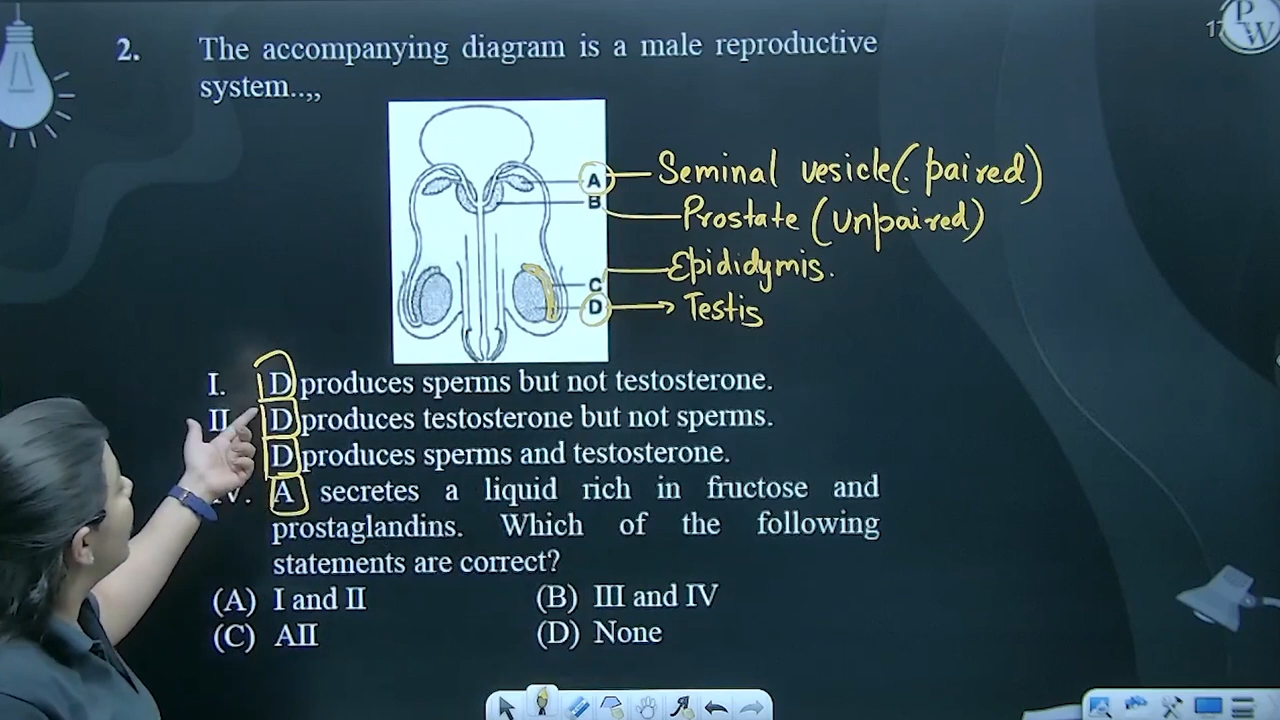 2. The accompanying diagram is a male reproductive
system..,,
A
Seminal vesicle(. paired)
B
Prostate (unpaired)
C
Epididymis.
D
Testis
I. D produces sperms but not testosterone.
II D produces testosterone but not sperms.
D produces sperms and testosterone.
A secretes a liquid rich in fructose and
prostaglandins. Which of the following
statements are correct?
(A) I and II (B) III and IV
(C) AII (D) None
PW